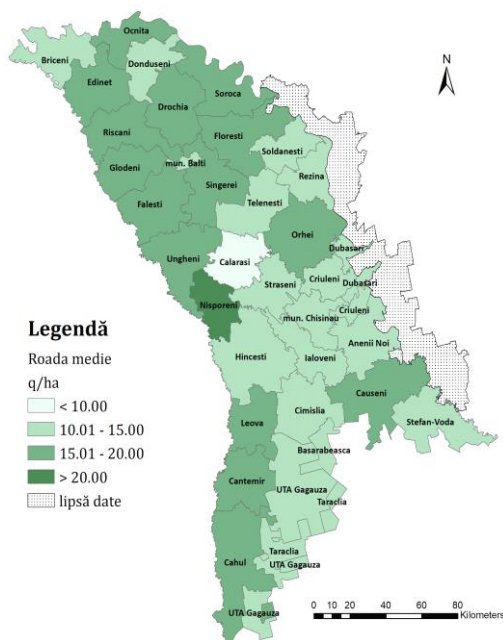 Ocnita
Briceni
Donduseni
N
Edinet
Soroca
Drochia
Riscani
Floresti
Soldanesti
mun. Balti
Glodeni
Rezina
Singerei
Falesti
Telenesti
Orhei
Dubasari
Ungheni
Calarasi
Criuleni
Straseni
Dubasari
Nisporeni
mun. Chisinau
Criuleni
Anenii Noi
Hincesti
Ialoveni
Causeni
Leova
Cimislia
Stefan-Voda
Basarabeasca
Cantemir
UTA Gagauza
Taraclia
Taraclia
Cahul
UTA Gagauza
UTA Gagauza
Legendă
Roada medie
q/ha
< 10.00
10.01 - 15.00
15.01 - 20.00
> 20.00
lipsă date
0 10 20 40 60 80
Kilometers